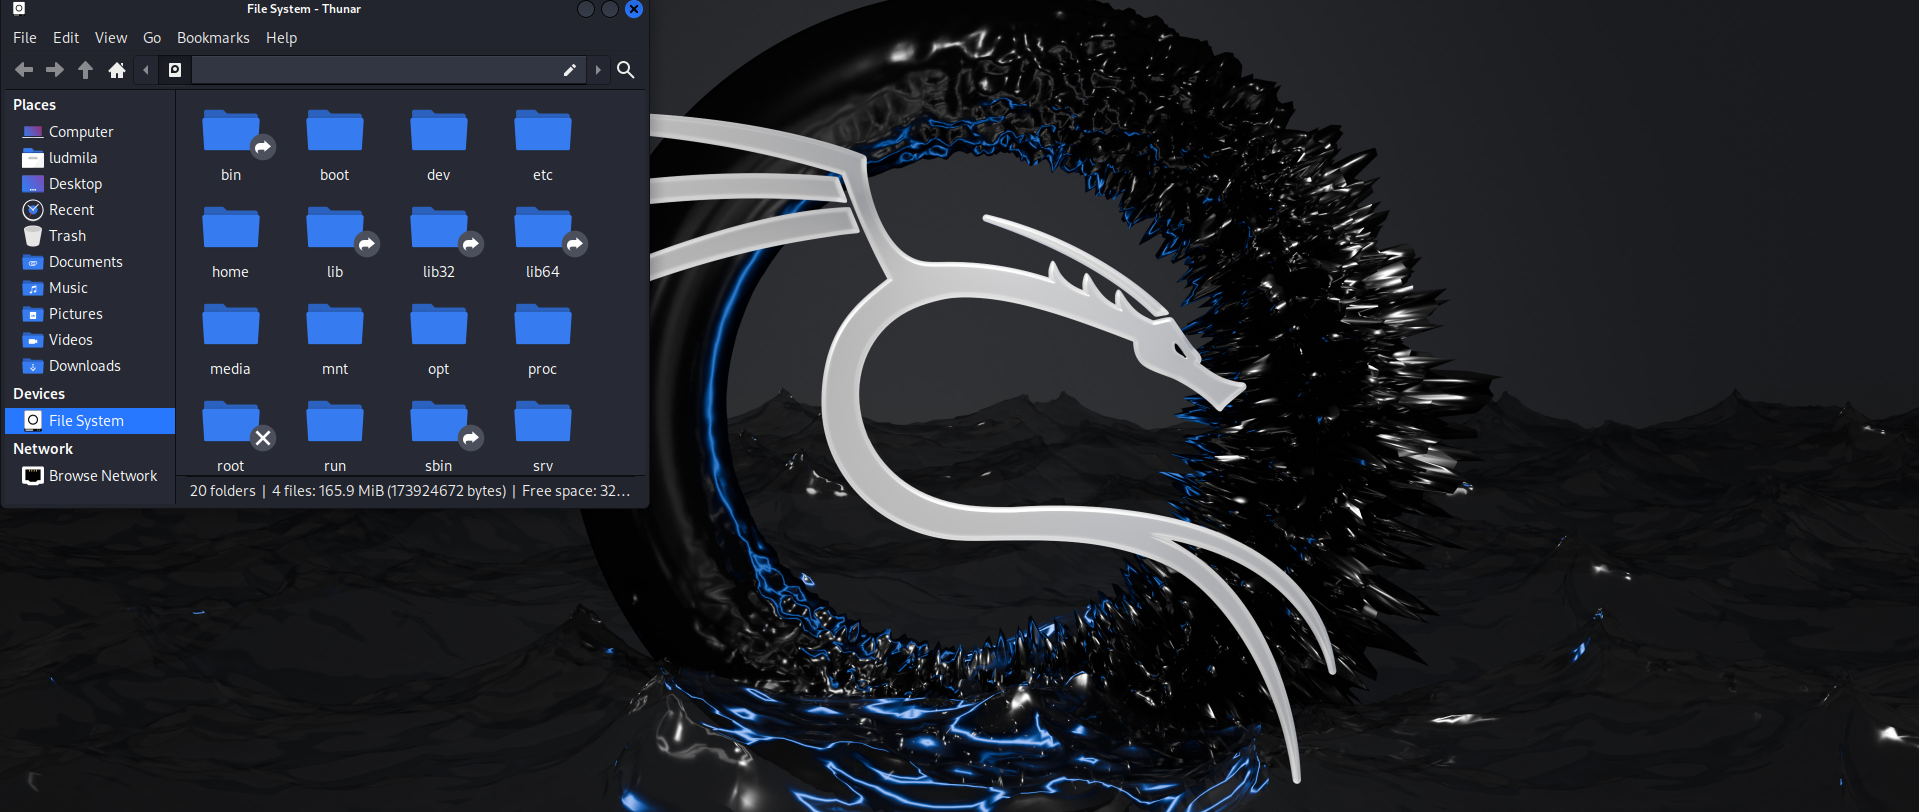 File System - Thunar
File Edit View Go Bookmarks Help
Places
Computer
ludmila
Desktop
Recent
Trash
Documents
Music
Pictures
Videos
Downloads
Devices
File System
Network
Browse Network
bin boot dev etc
home lib lib32 lib64
media mnt opt proc
root run sbin srv
20 folders | 4 files: 165.9 MiB (173924672 bytes) | Free space: 32…